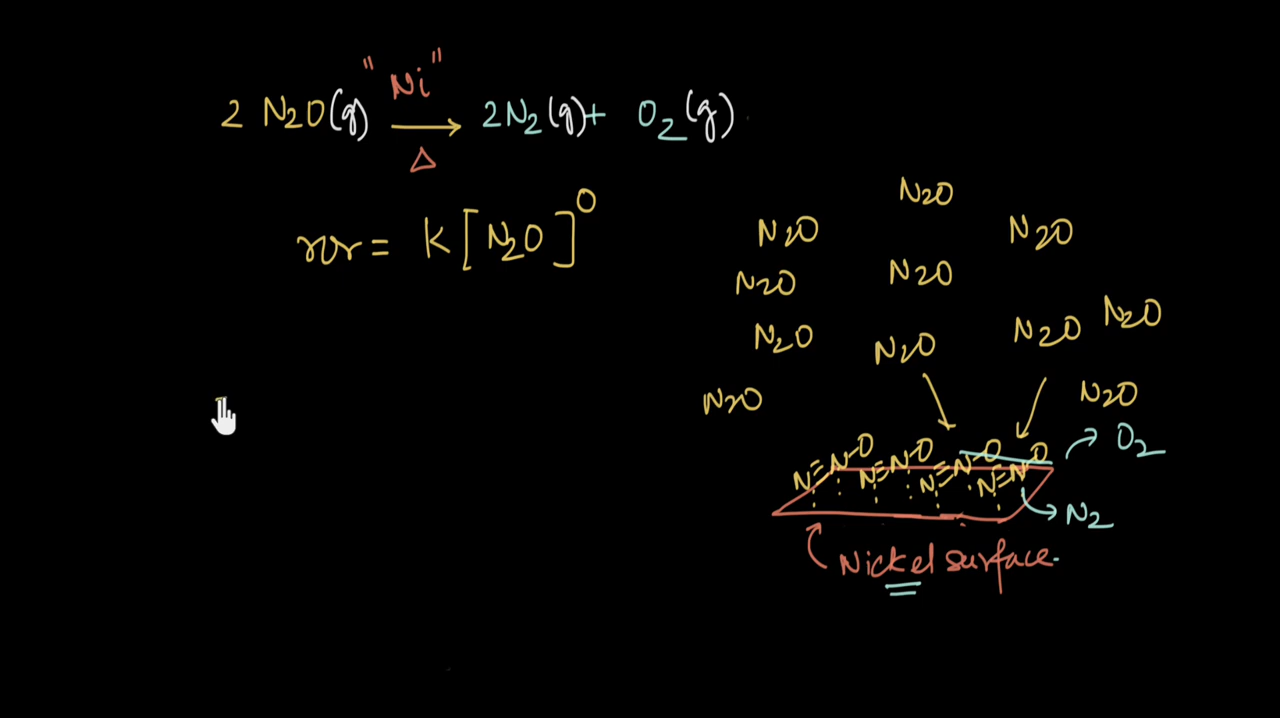 2 N2O(g) "Ni" → Δ 2N2(g) + O2(g)
ror = K[N2O]^0
N2O
N2O
N2O
N2O
N2O
N2O
N2O
N2O
N2O
N2O
N2O
N≡N-O N≡N-O N≡N-O N≡N-O
O2
N2
Nickel surface